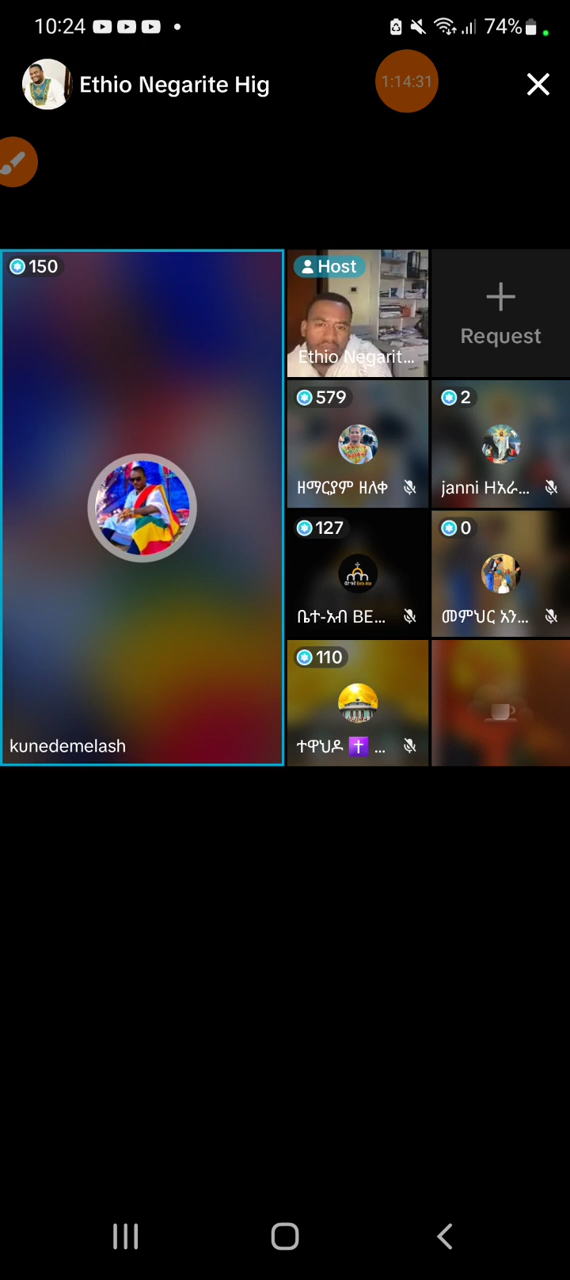 10:24
74%
Ethio Negarite Hig
1:14:31
150
Host
Ethio Negarit...
Request
579
ዘማርያም ዘለቀ
2
janni Hአራ...
127
ቤተ-አብ BE...
0
መምህር አን...
110
ተዋህዶ ✝️ ...
kunedemelash